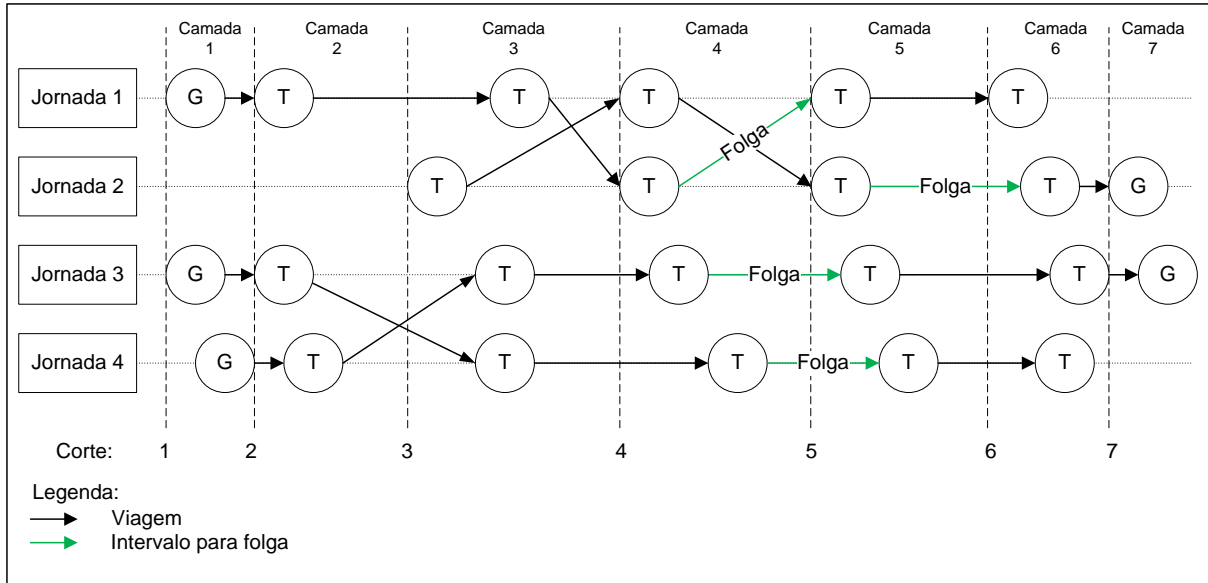 Camada 1
Camada 2
Camada 3
Camada 4
Camada 5
Camada 6
Camada 7
Jornada 1
G
T
T
T
T
T
Folga
Jornada 2
T
T
T
Folga
T
G
Jornada 3
G
T
T
T
Folga
T
T
G
Jornada 4
G
T
T
T
Folga
T
T
Corte:
1
2
3
4
5
6
7
Legenda:
Viagem
Intervalo para folga